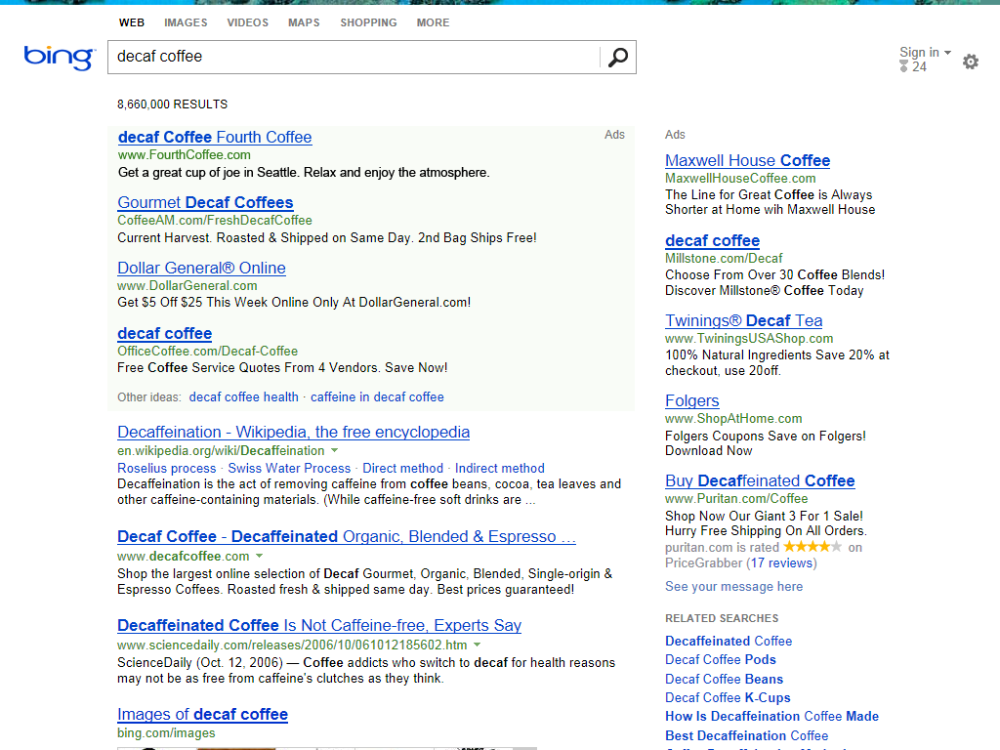 WEB IMAGES VIDEOS MAPS SHOPPING MORE
bing
decaf coffee
Sign in
24
8,660,000 RESULTS
Ads
decaf Coffee Fourth Coffee
www.FourthCoffee.com
Get a great cup of joe in Seattle. Relax and enjoy the atmosphere.
Gourmet Decaf Coffees
CoffeeAM.com/FreshDecafCoffee
Current Harvest. Roasted & Shipped on Same Day. 2nd Bag Ships Free!
Dollar General® Online
www.DollarGeneral.com
Get $5 Off $25 This Week Online Only At DollarGeneral.com!
decaf coffee
OfficeCoffee.com/Decaf-Coffee
Free Coffee Service Quotes From 4 Vendors. Save Now!
Other ideas: decaf coffee health · caffeine in decaf coffee
Decaffeination - Wikipedia, the free encyclopedia
en.wikipedia.org/wiki/Decaffeination
Roselius process · Swiss Water Process · Direct method · Indirect method
Decaffeination is the act of removing caffeine from coffee beans, cocoa, tea leaves and
other caffeine-containing materials. (While caffeine-free soft drinks are ...
Decaf Coffee - Decaffeinated Organic, Blended & Espresso …
www.decafcoffee.com
Shop the largest online selection of Decaf Gourmet, Organic, Blended, Single-origin &
Espresso Coffees. Roasted fresh & shipped same day. Best prices guaranteed!
Decaffeinated Coffee Is Not Caffeine-free, Experts Say
www.sciencedaily.com/releases/2006/10/061012185602.htm
ScienceDaily (Oct. 12, 2006) — Coffee addicts who switch to decaf for health reasons
may not be as free from caffeine's clutches as they think.
Images of decaf coffee
bing.com/images
Ads
Maxwell House Coffee
MaxwellHouseCoffee.com
The Line for Great Coffee is Always
Shorter at Home wih Maxwell House
decaf coffee
Millstone.com/Decaf
Choose From Over 30 Coffee Blends!
Discover Millstone® Coffee Today
Twinings® Decaf Tea
www.TwiningsUSAShop.com
100% Natural Ingredients Save 20% at
checkout, use 20off.
Folgers
www.ShopAtHome.com
Folgers Coupons Save on Folgers!
Download Now
Buy Decaffeinated Coffee
www.Puritan.com/Coffee
Shop Now Our Giant 3 For 1 Sale!
Hurry Free Shipping On All Orders.
puritan.com is rated ★★★★★ on
PriceGrabber (17 reviews)
See your message here
RELATED SEARCHES
Decaffeinated Coffee
Decaf Coffee Pods
Decaf Coffee Beans
Decaf Coffee K-Cups
How Is Decaffeination Coffee Made
Best Decaffeination Coffee